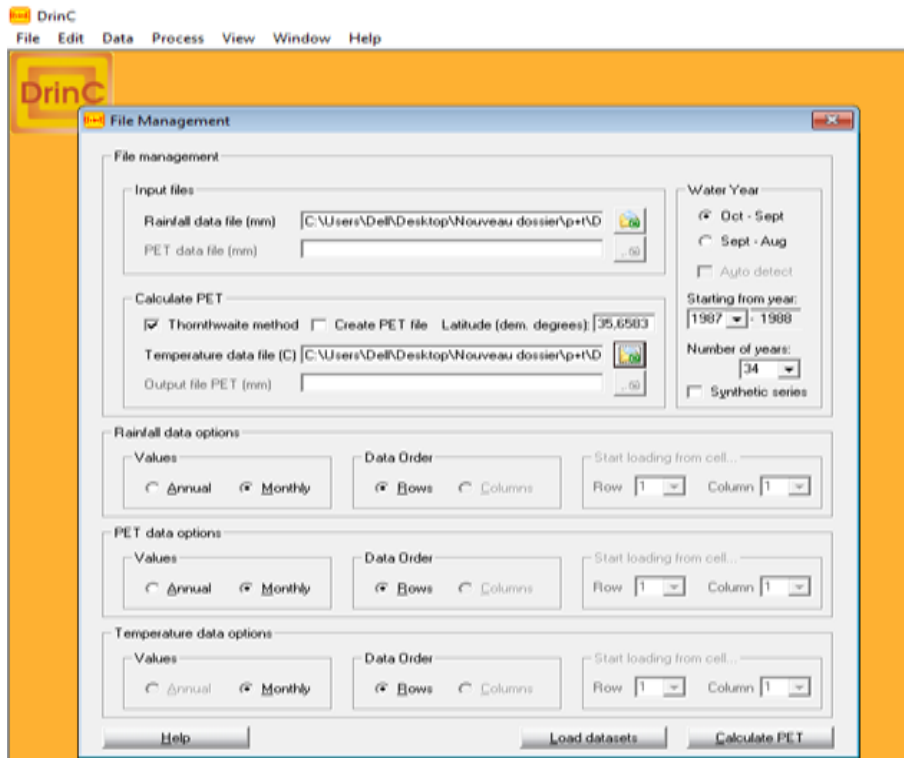 DrinC
File Edit Data Process View Window Help
DrinC
File Management
File management
Input files
Rainfall data file (mm) C:\Users\Dell\Desktop\Nouveau dossier\p+t\D
PET data file (mm)
Water Year
Oct - Sept
Sept - Aug
Auto detect
Starting from year:
1987 - 1988
Number of years:
34
Synthetic series
Calculate PET
Thornthwaite method Create PET file Latitude (dem. degrees): 35,6583
Temperature data file (C) C:\Users\Dell\Desktop\Nouveau dossier\p+t\D
Output file PET (mm)
Rainfall data options
Values Data Order Start loading from cell...
Annual Monthly Rows Columns Row 1 Column 1
PET data options
Values Data Order Start loading from cell...
Annual Monthly Rows Columns Row 1 Column 1
Temperature data options
Values Data Order Start loading from cell...
Annual Monthly Rows Columns Row 1 Column 1
Help Load datasets Calculate PET